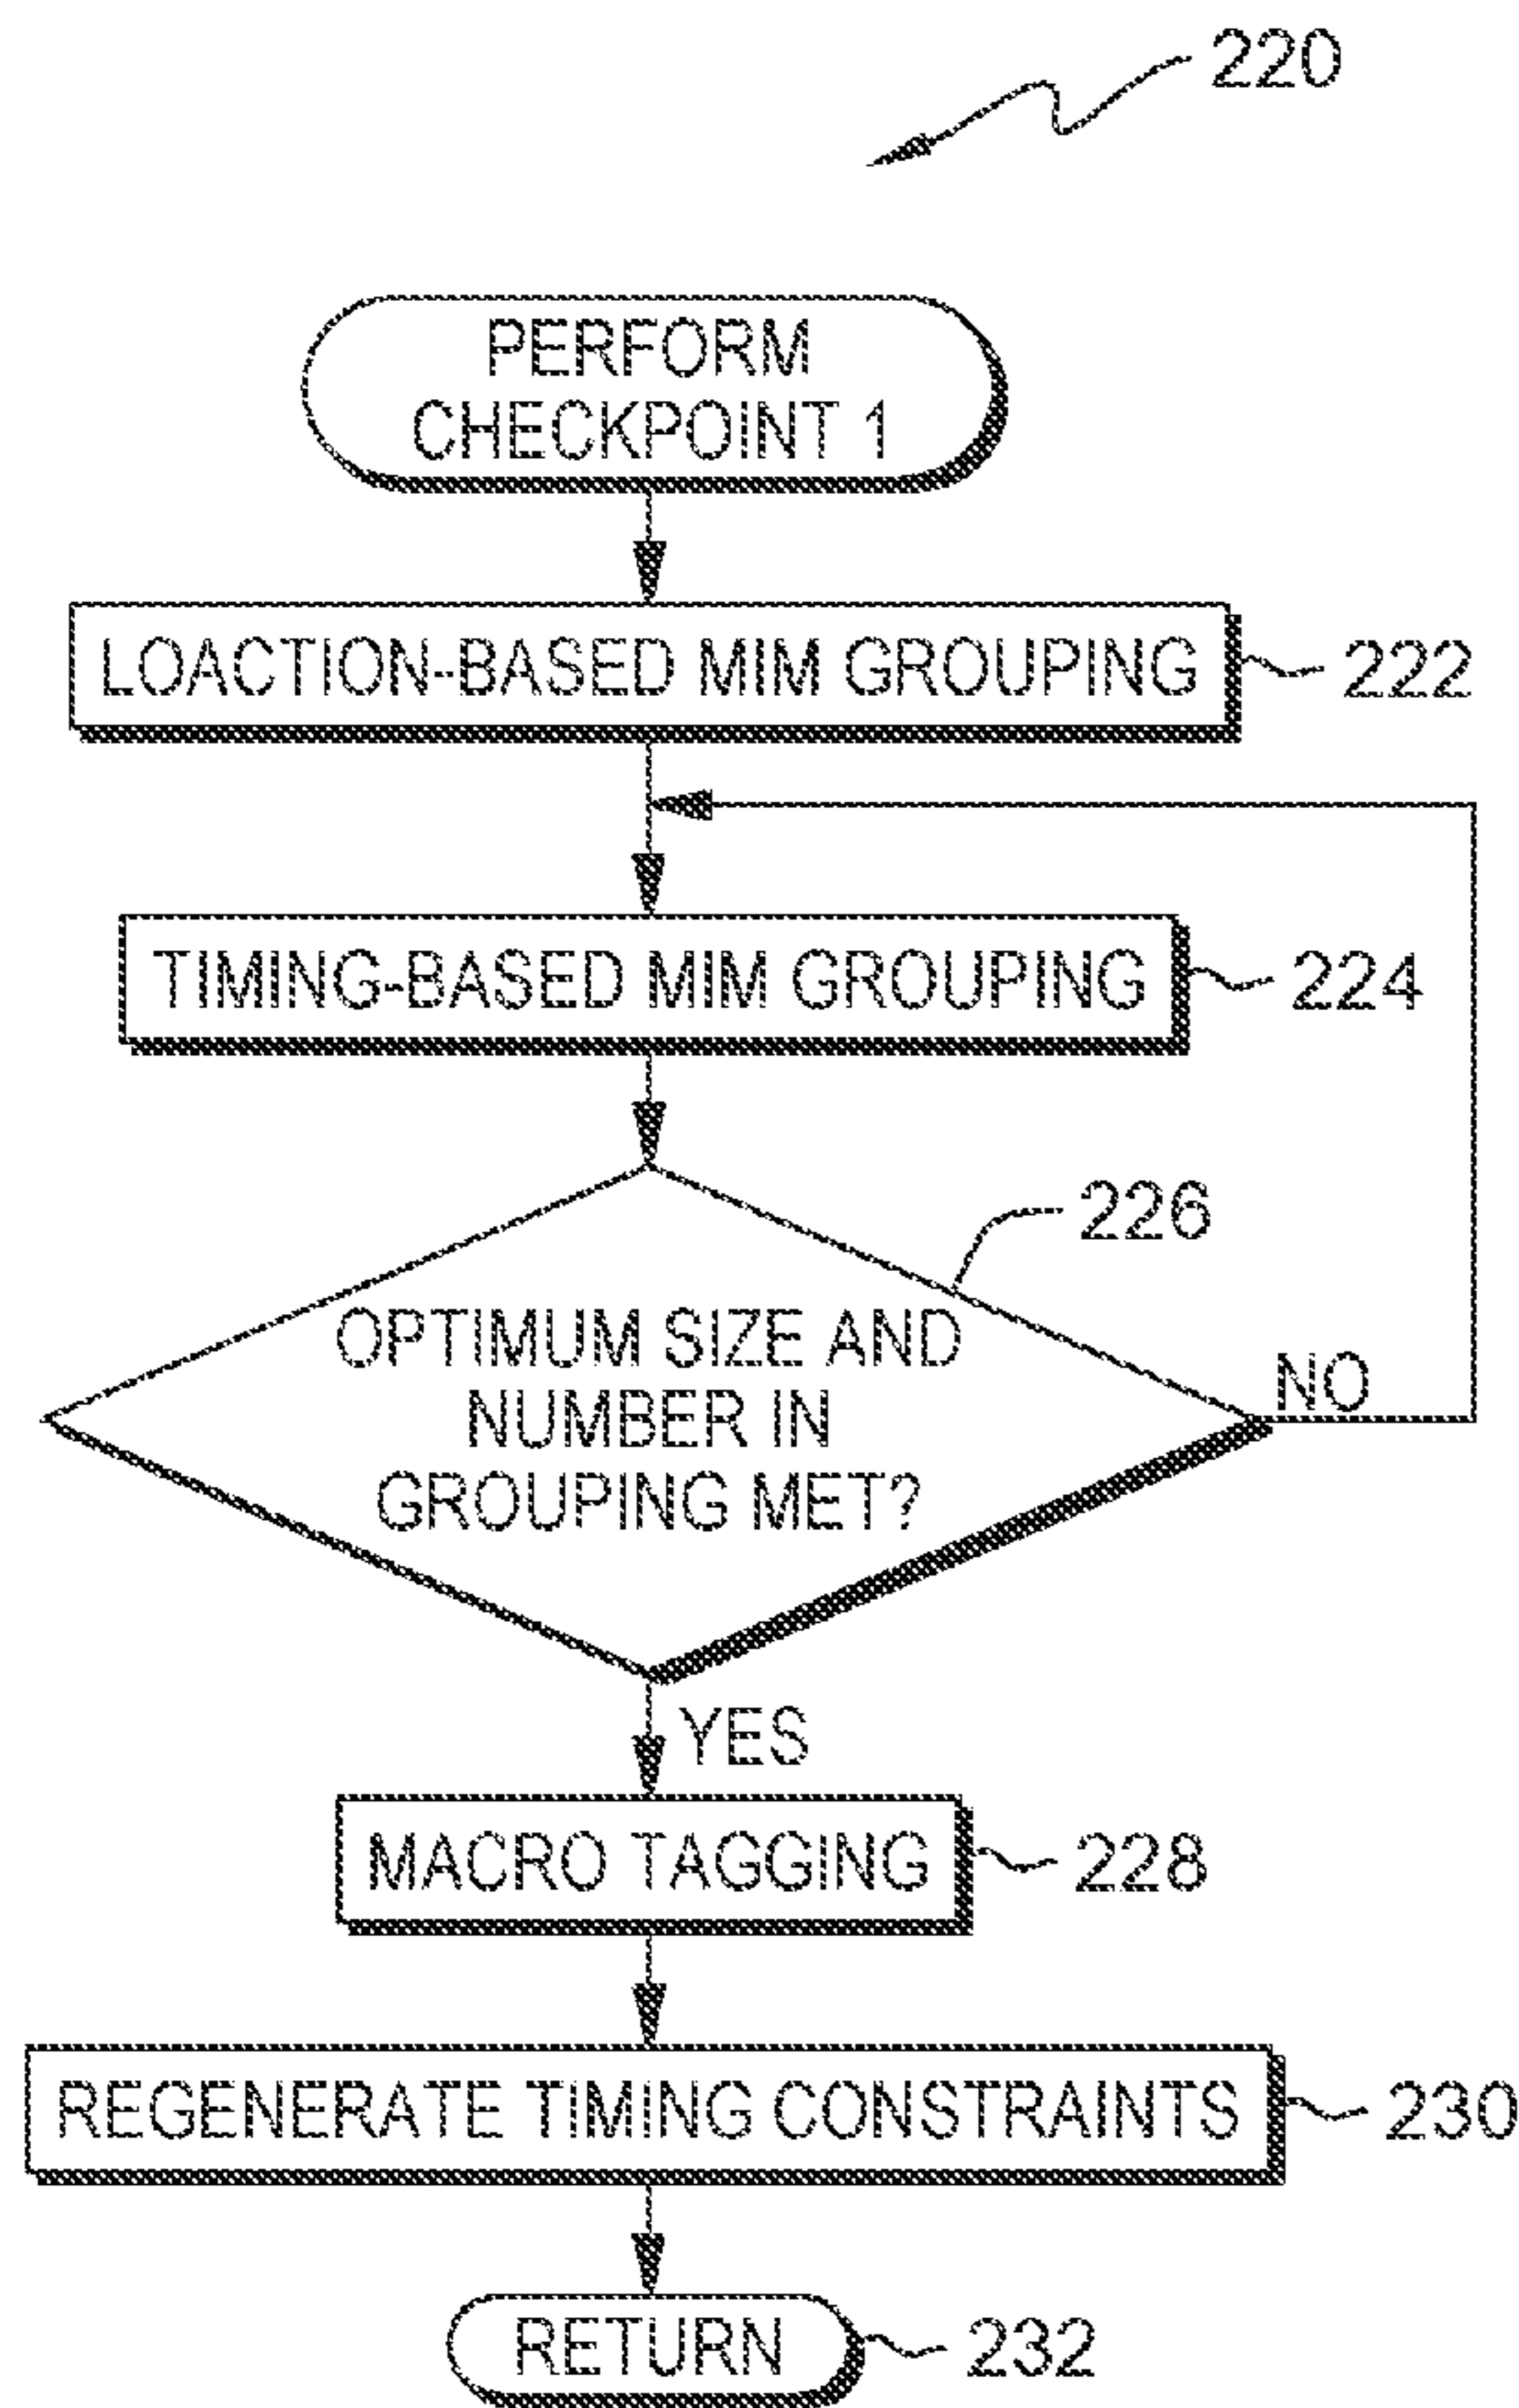 220
PERFORM
CHECKPOINT 1
LOACTION-BASED MIM GROUPING
222
TIMING-BASED MIM GROUPING
224
226
OPTIMUM SIZE AND
NUMBER IN
GROUPING MET?
NO
YES
MACRO TAGGING
228
REGENERATE TIMING CONSTRAINTS
230
RETURN
232